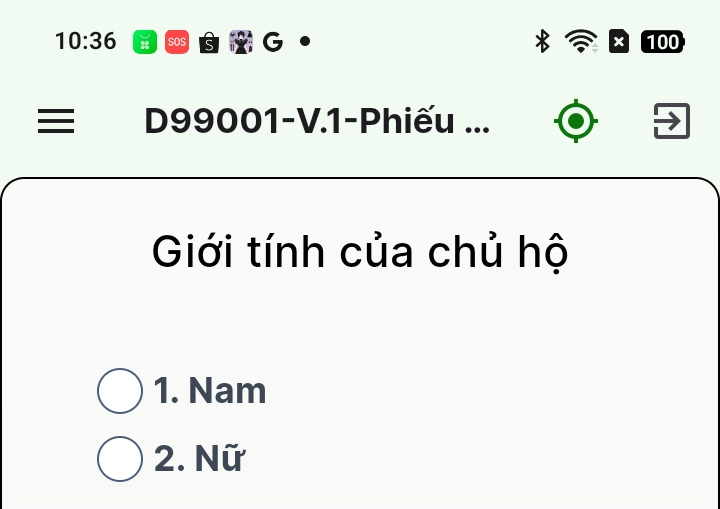 10:36 SOS S G 100
D99001-V.1-Phiếu ...
Giới tính của chủ hộ
1. Nam
2. Nữ